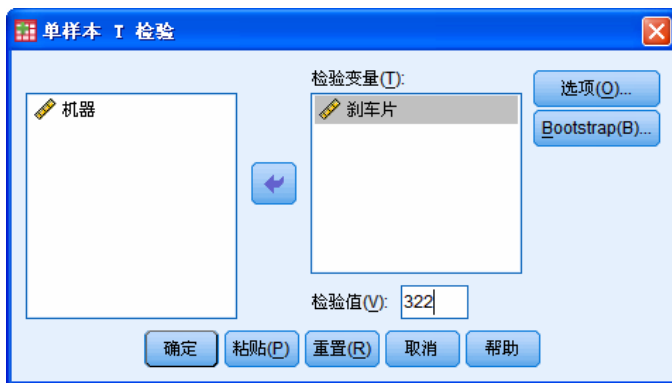 单样本 T 检验
机器
检验变量(T):
刹车片
选项(O)...
Bootstrap(B)...
检验值(V): 322
确定 粘贴(P) 重置(R) 取消 帮助